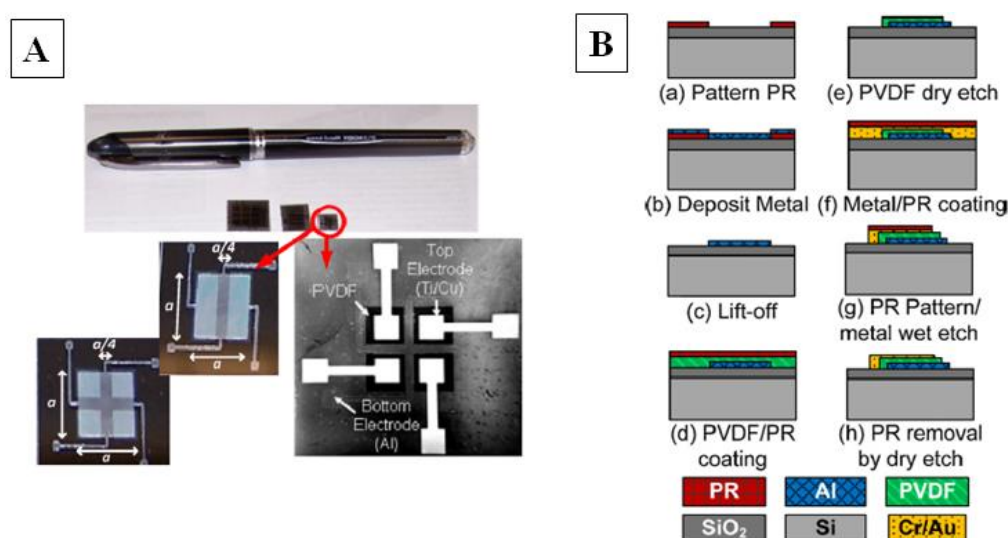 A
a/4
a
a
a/4
a
a
PVDF
Top
Electrode
(Ti/Cu)
Bottom
Electrode
(Al)
B
(a) Pattern PR
(e) PVDF dry etch
(b) Deposit Metal
(f) Metal/PR coating
(c) Lift-off
(g) PR Pattern/
metal wet etch
(d) PVDF/PR
coating
(h) PR removal
by dry etch
PR
Al
PVDF
SiO₂
Si
Cr/Au